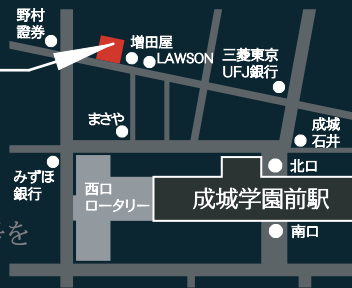 野村
證券
増田屋
LAWSON
三菱東京
UFJ銀行
まさや
成城
石井
みずほ
銀行
西口
ロータリー
北口
成城学園前駅
南口
を